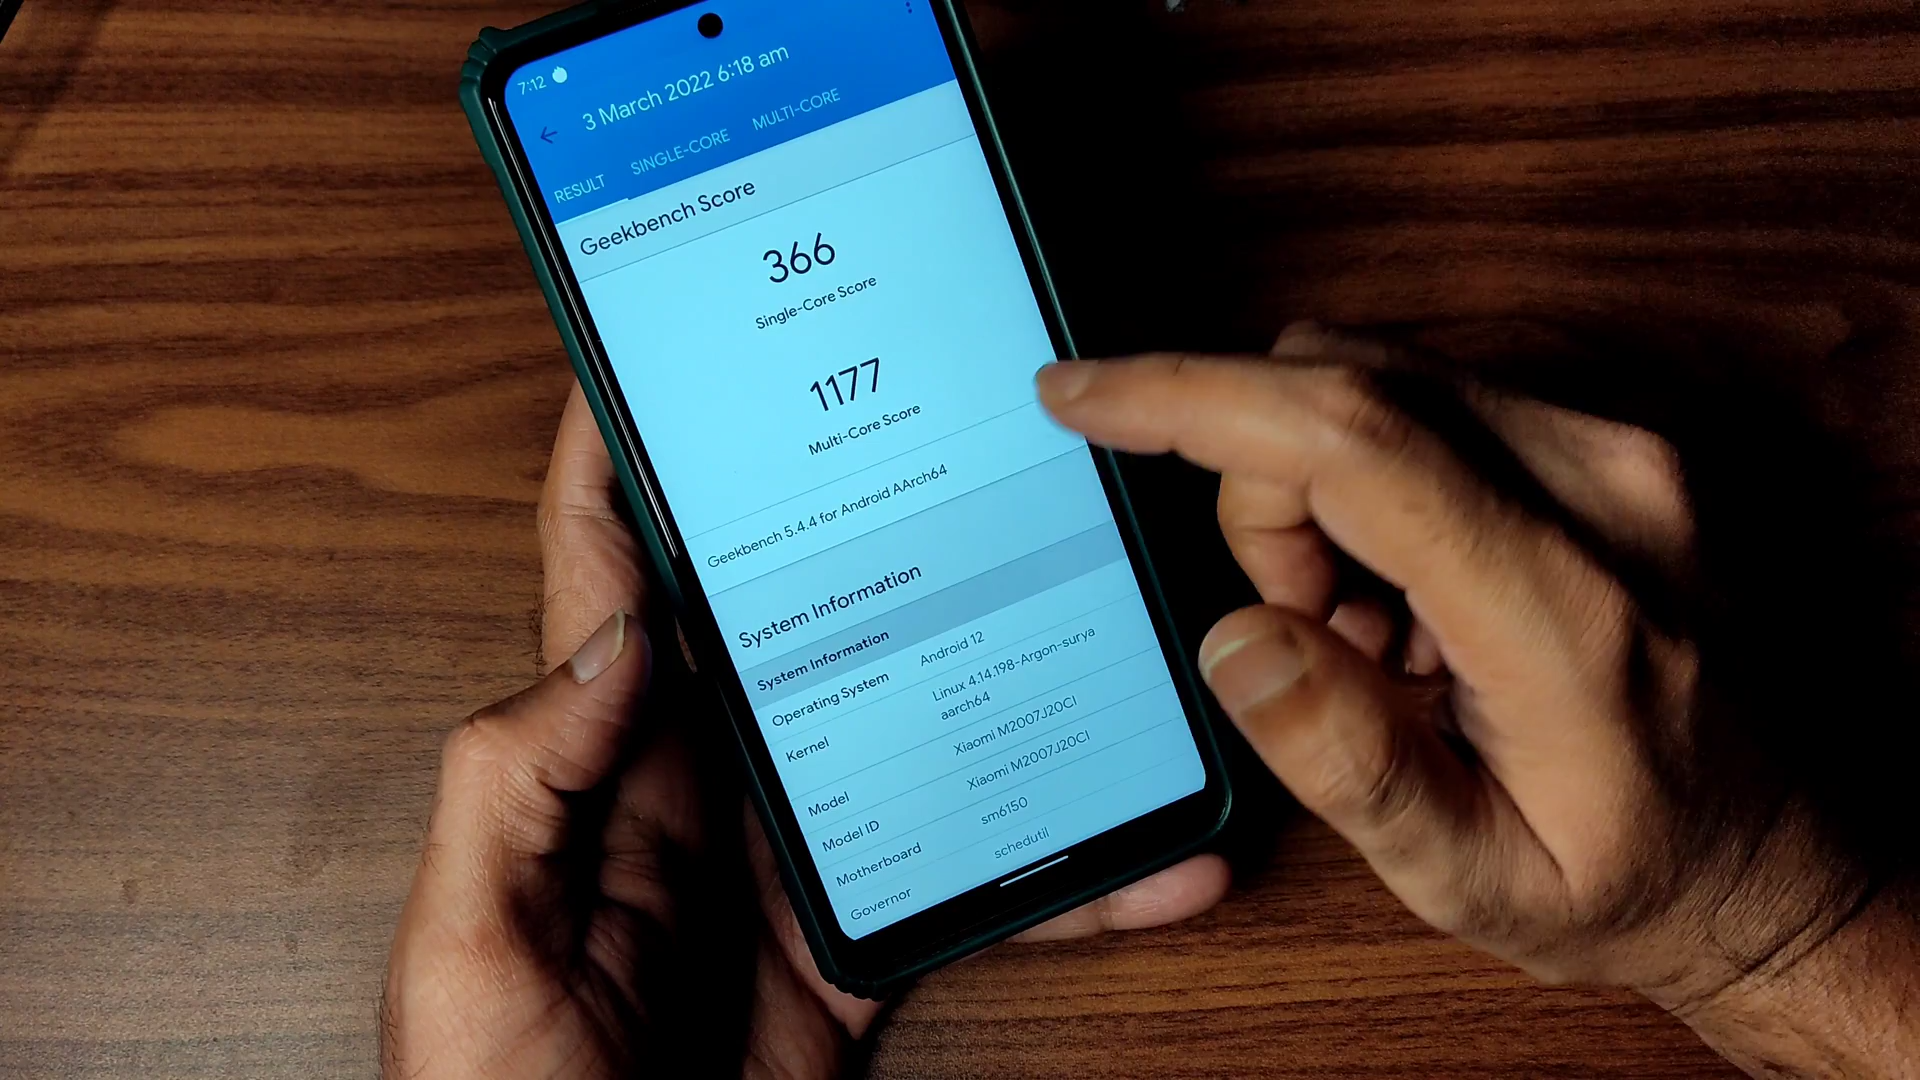 7:12
3 March 2022 6:18 am
RESULT SINGLE-CORE MULTI-CORE
Geekbench Score
366
Single-Core Score
1177
Multi-Core Score
Geekbench 5.4.4 for Android AArch64
System Information
System Information
Operating System Android 12
Kernel Linux 4.14.198-Argon-surya
aarch64
Model Xiaomi M2007J20CI
Model ID Xiaomi M2007J20CI
Motherboard sm6150
Governor schedutil